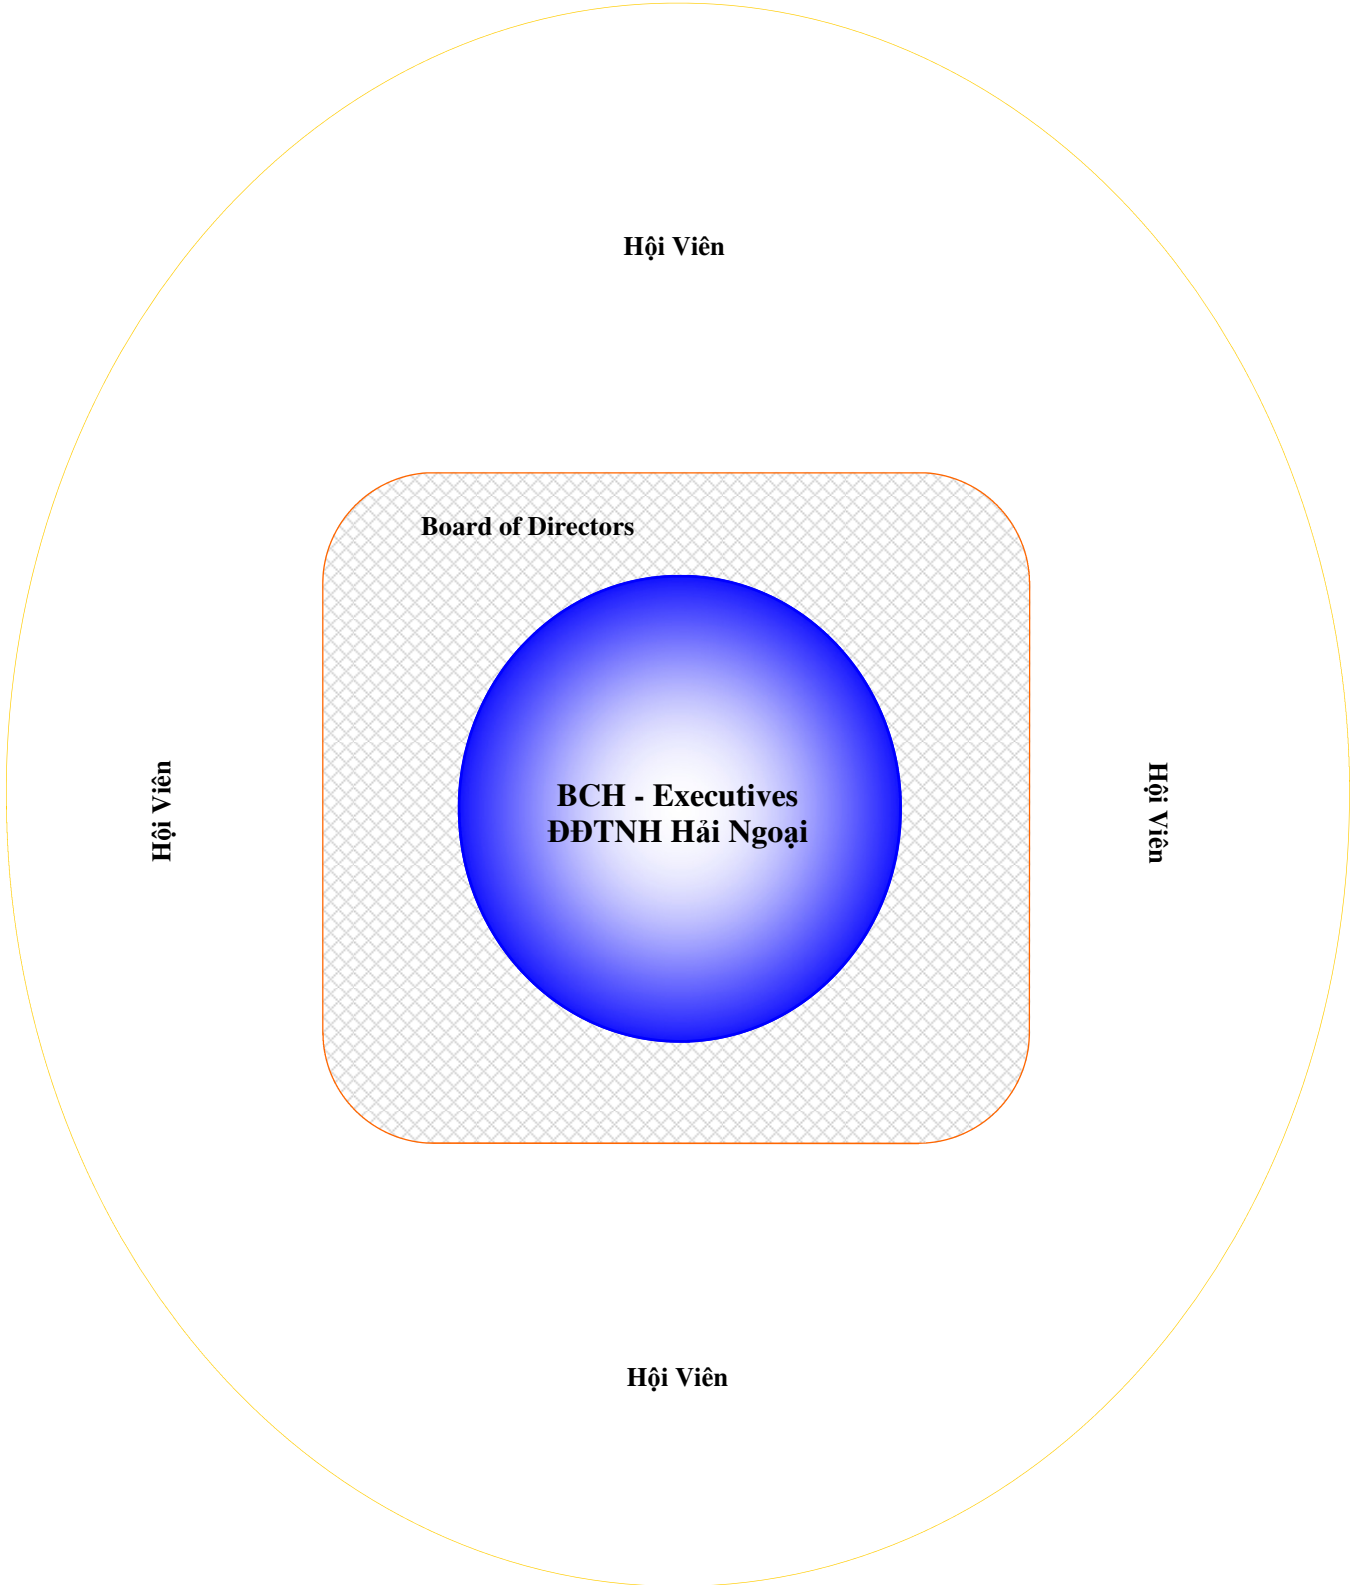 Hội Viên
Board of Directors
Hội Viên
BCH - Executives
ĐĐTNH Hải Ngoại
Hội Viên
Hội Viên